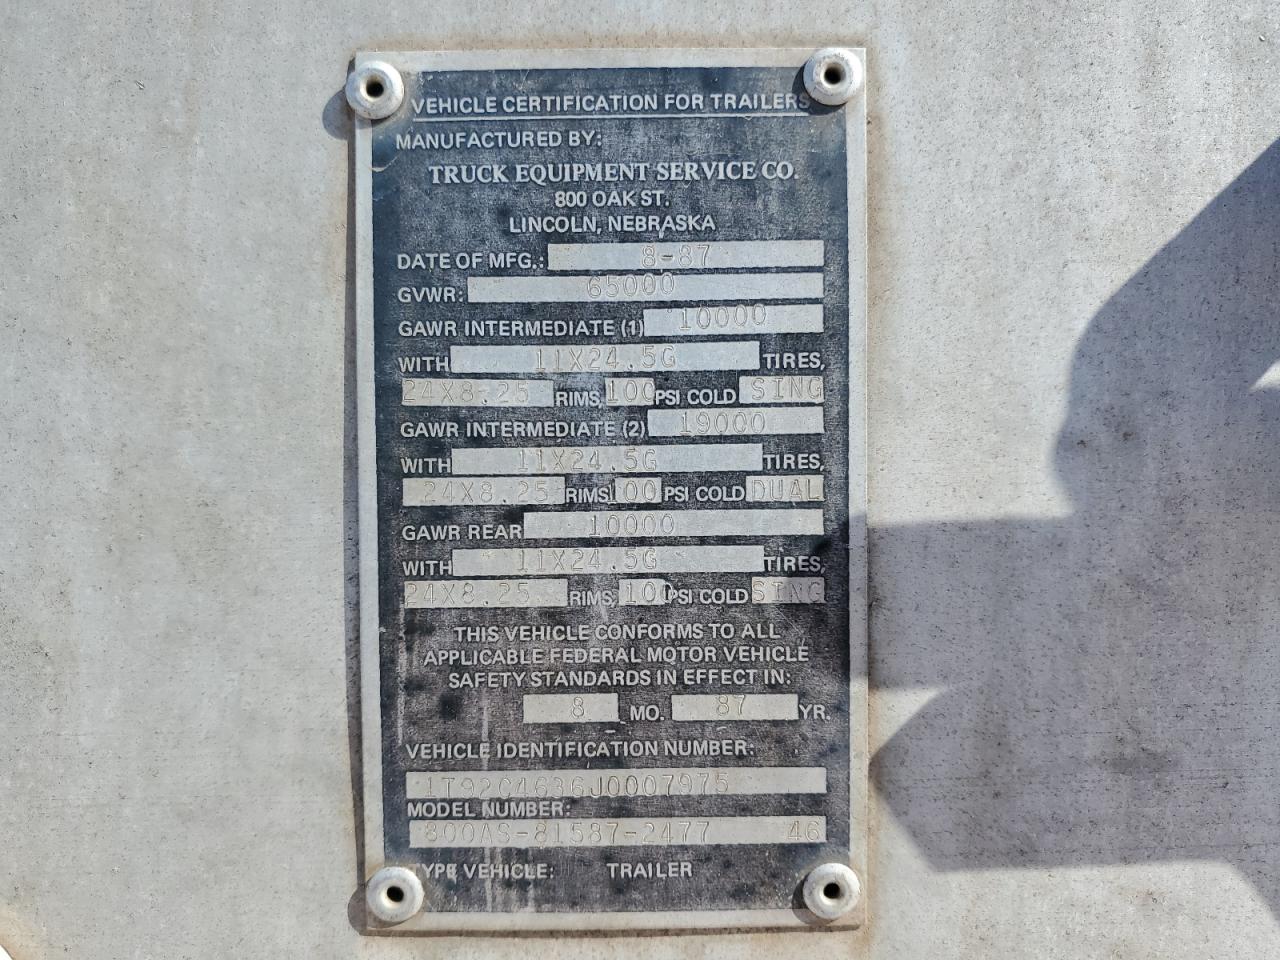 VEHICLE CERTIFICATION FOR TRAILERS
MANUFACTURED BY:
TRUCK EQUIPMENT SERVICE CO.
800 OAK ST.
LINCOLN, NEBRASKA
DATE OF MFG.: 8-87
GVWR: 65000
GAWR INTERMEDIATE (1) 10000
WITH 11X24.5G TIRES,
24X8.25 RIMS, 100 PSI COLD SING
GAWR INTERMEDIATE (2) 19000
WITH 11X24.5G TIRES,
24X8.25 RIMS 100 PSI COLD DUAL
GAWR REAR 10000
WITH 11X24.5G TIRES,
24X8.25 RIMS, 100 PSI COLD SING
THIS VEHICLE CONFORMS TO ALL
APPLICABLE FEDERAL MOTOR VEHICLE
SAFETY STANDARDS IN EFFECT IN:
8 MO. 87 YR.
VEHICLE IDENTIFICATION NUMBER:
1T92C4636J0007975
MODEL NUMBER:
800AS-81587-2477 46
TYPE VEHICLE: TRAILER